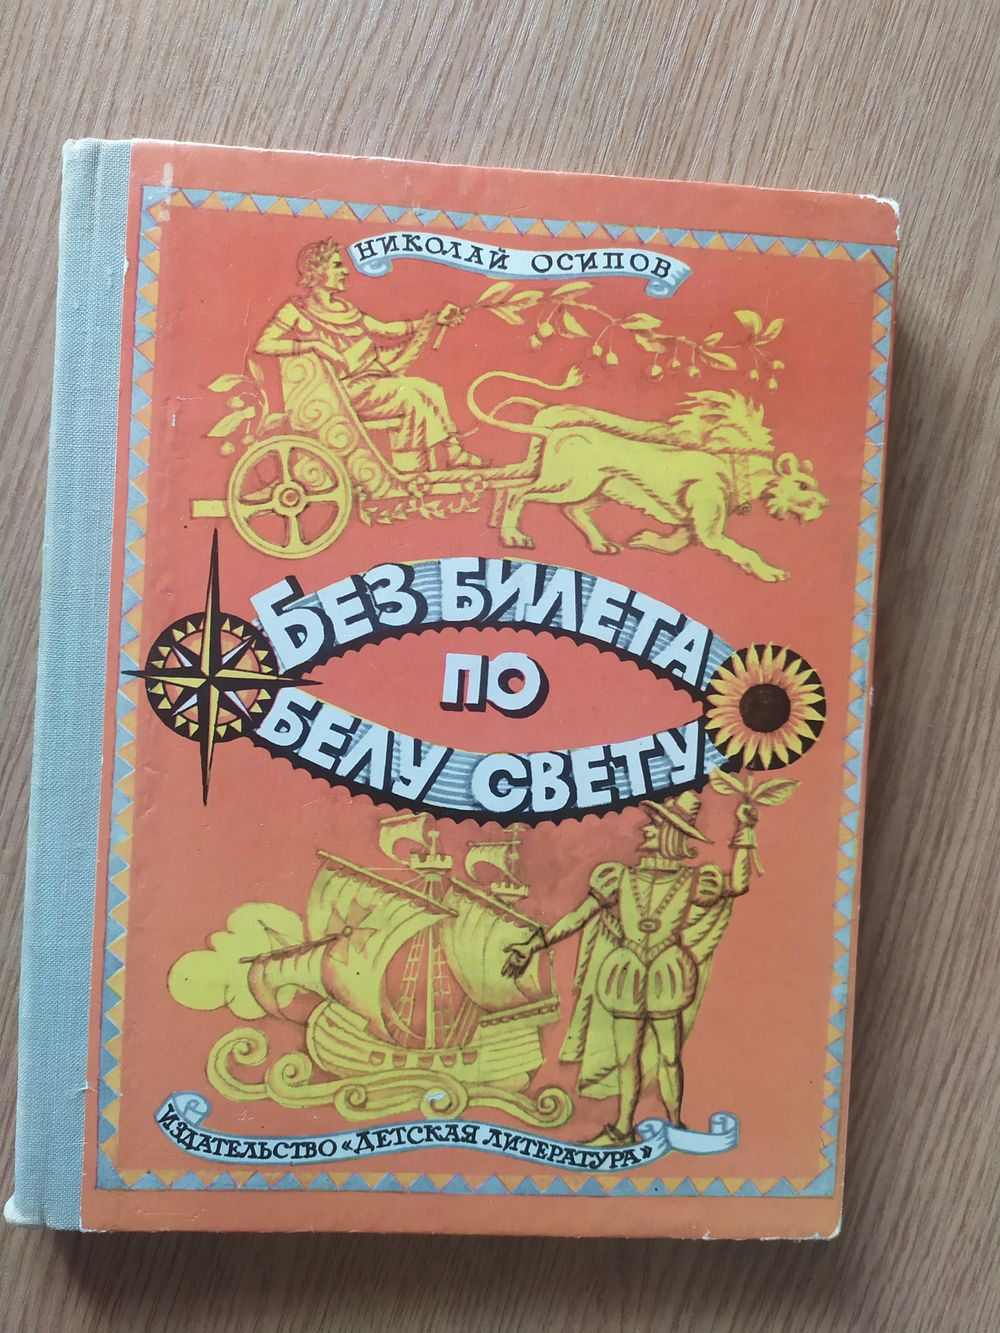 НИКОЛАЙ ОСИПОВ
БЕЗ БИЛЕТА
ПО
БЕЛУ СВЕТУ
ИЗДАТЕЛЬСТВО «ДЕТСКАЯ ЛИТЕРАТУРА»